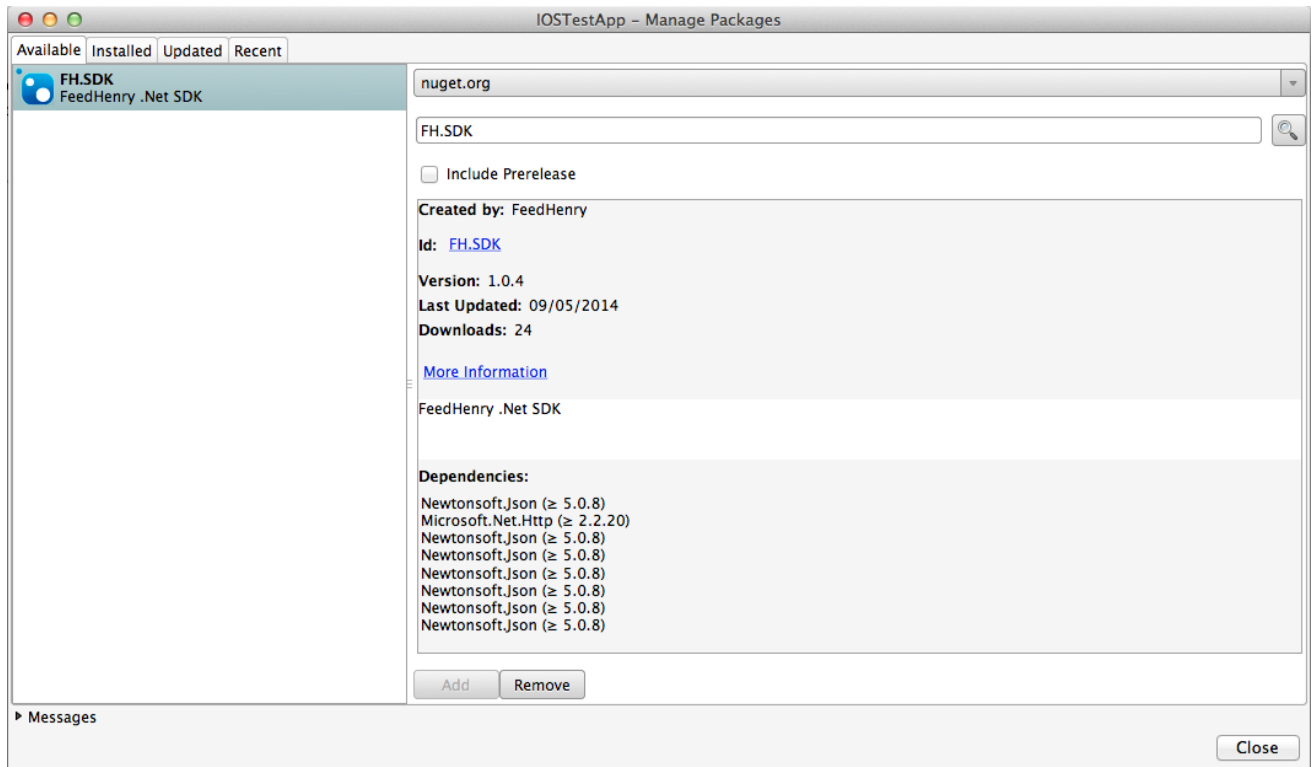 IOSTestApp – Manage Packages
Available Installed Updated Recent
FH.SDK
FeedHenry .Net SDK
nuget.org
FH.SDK
Include Prerelease
Created by: FeedHenry
Id: FH.SDK
Version: 1.0.4
Last Updated: 09/05/2014
Downloads: 24
More Information
FeedHenry .Net SDK
Dependencies:
Newtonsoft.Json (≥ 5.0.8)
Microsoft.Net.Http (≥ 2.2.20)
Newtonsoft.Json (≥ 5.0.8)
Newtonsoft.Json (≥ 5.0.8)
Newtonsoft.Json (≥ 5.0.8)
Newtonsoft.Json (≥ 5.0.8)
Newtonsoft.Json (≥ 5.0.8)
Newtonsoft.Json (≥ 5.0.8)
Add Remove
Messages
Close